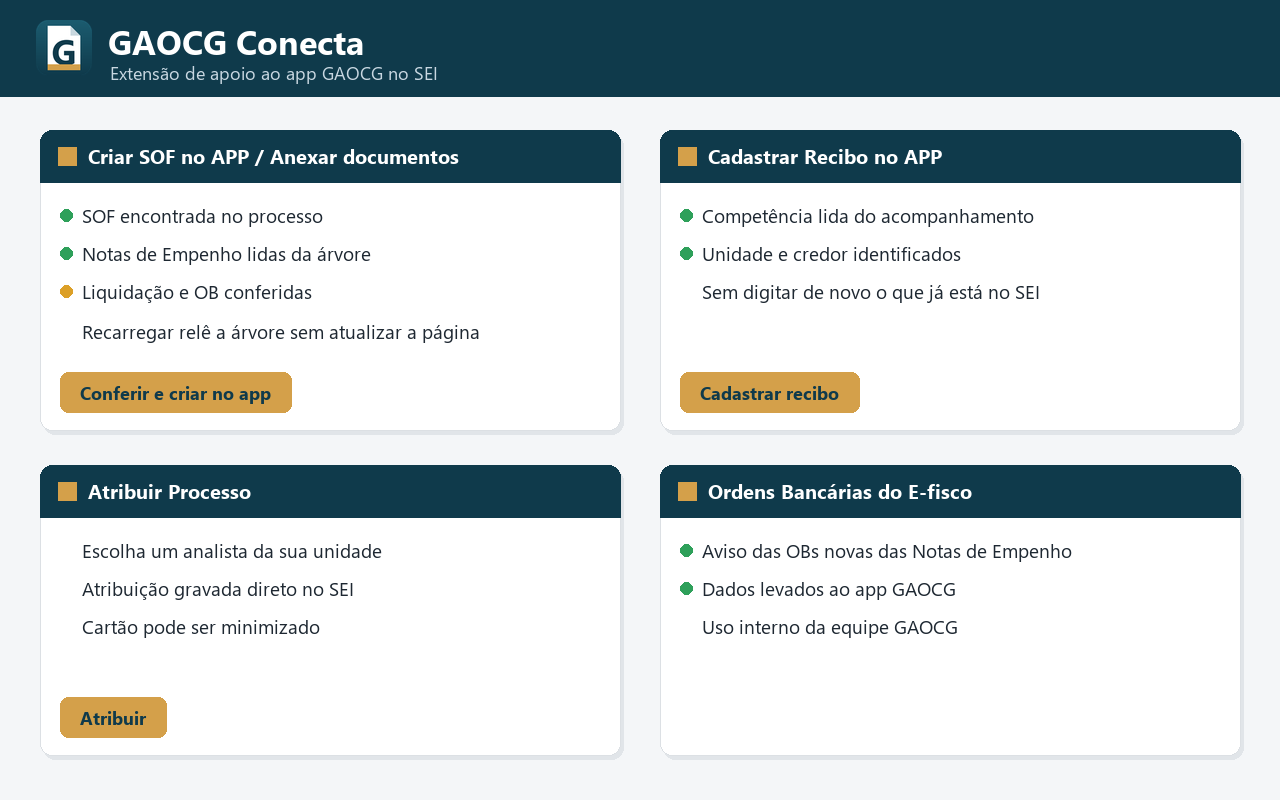 G
GAOCG Conecta
Extensão de apoio ao app GAOCG no SEI
Criar SOF no APP / Anexar documentos
SOF encontrada no processo
Notas de Empenho lidas da árvore
Liquidação e OB conferidas
Recarregar relê a árvore sem atualizar a página
Conferir e criar no app
Cadastrar Recibo no APP
Competência lida do acompanhamento
Unidade e credor identificados
Sem digitar de novo o que já está no SEI
Cadastrar recibo
Atribuir Processo
Escolha um analista da sua unidade
Atribuição gravada direto no SEI
Cartão pode ser minimizado
Atribuir
Ordens Bancárias do E-fisco
Aviso das OBs novas das Notas de Empenho
Dados levados ao app GAOCG
Uso interno da equipe GAOCG